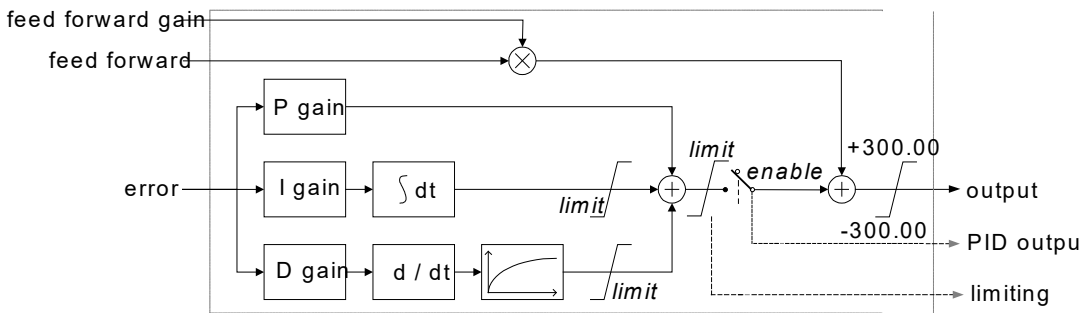 feed forward gain
feed forward
P gain
limit
+300.00
enable
error
I gain
∫ dt
limit
output
-300.00
PID outpu
D gain
d / dt
limit
limiting